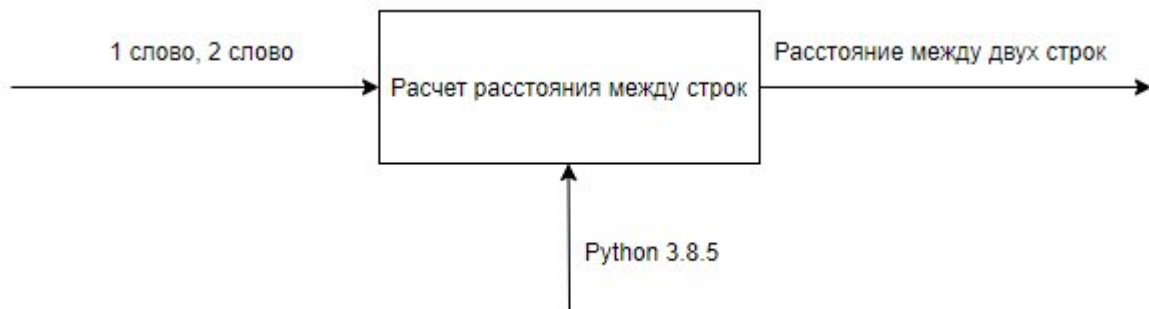 1 слово, 2 слово
Расчет расстояния между строк
Расстояние между двух строк
Python 3.8.5